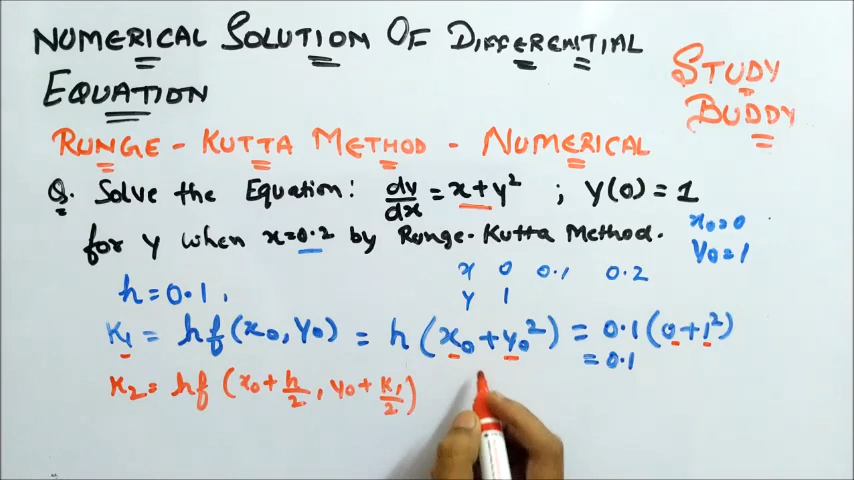 NUMERICAL SOLUTION OF DIFFERENTIAL
EQUATION
STUDY
BUDDY
RUNGE-KUTTA METHOD - NUMERICAL
Q. Solve the Equation: dy/dx = x+y² ; Y(0)=1
for y when x=0.2 by Runge-Kutta Method.
x₀=0
Y₀=1
x 0 0.1 0.2
y 1
h=0.1,
K₁ = hf(x₀,Y₀) = h(x₀+y₀²) = 0.1(0+1²)
=0.1
K₂ = hf(x₀+h/2, y₀+K₁/2)